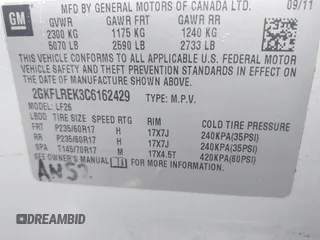 GM
MFD BY GENERAL MOTORS OF CANADA LTD. 09/11
GVWR GAWR FRT GAWR RR
2300 KG 1175 KG 1240 KG
5070 LB 2590 LB 2733 LB
THIS VEHICLE CONFORMS TO ALL APPLICABLE U.S. FEDERAL MOTOR
VEHICLE SAFETY AND THEFT PREVENTION STANDARDS IN EFFECT
ON THE DATE OF MANUFACTURE SHOWN ABOVE.
2GKFLREK3C6162429 TYPE: M.P.V.
MODEL: LF26
TIRE SIZE SPEED RTG RIM COLD TIRE PRESSURE
FRT P235/60R17 H 17X7J 240KPA(35PSI)
RR P235/60R17 H 17X7J 240KPA(35PSI)
SPA T145/70R17 M 17X4.5T 420KPA(60PSI)
SEE OWNER'S MANUAL FOR MORE INFORMATION.
DREAMBID
DREAMBID